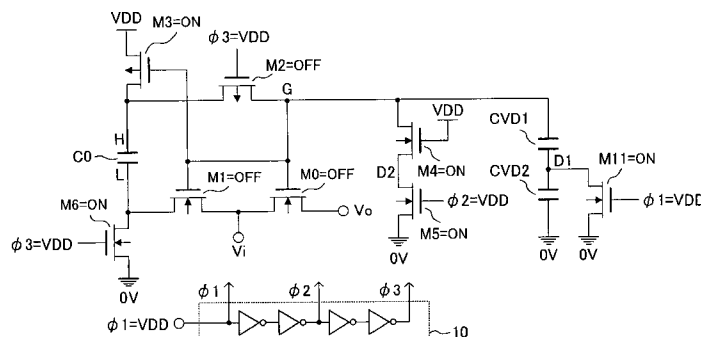 VDD
M3=ON
φ3=VDD
M2=OFF
G
VDD
CVD1
H
C0
L
M1=OFF
M0=OFF
D2
M4=ON
CVD2
D1
M11=ON
M6=ON
Vo
φ2=VDD
φ1=VDD
φ3=VDD
Vi
M5=ON
0V
0V
0V
0V
φ1
φ2
φ3
φ1=VDD
10